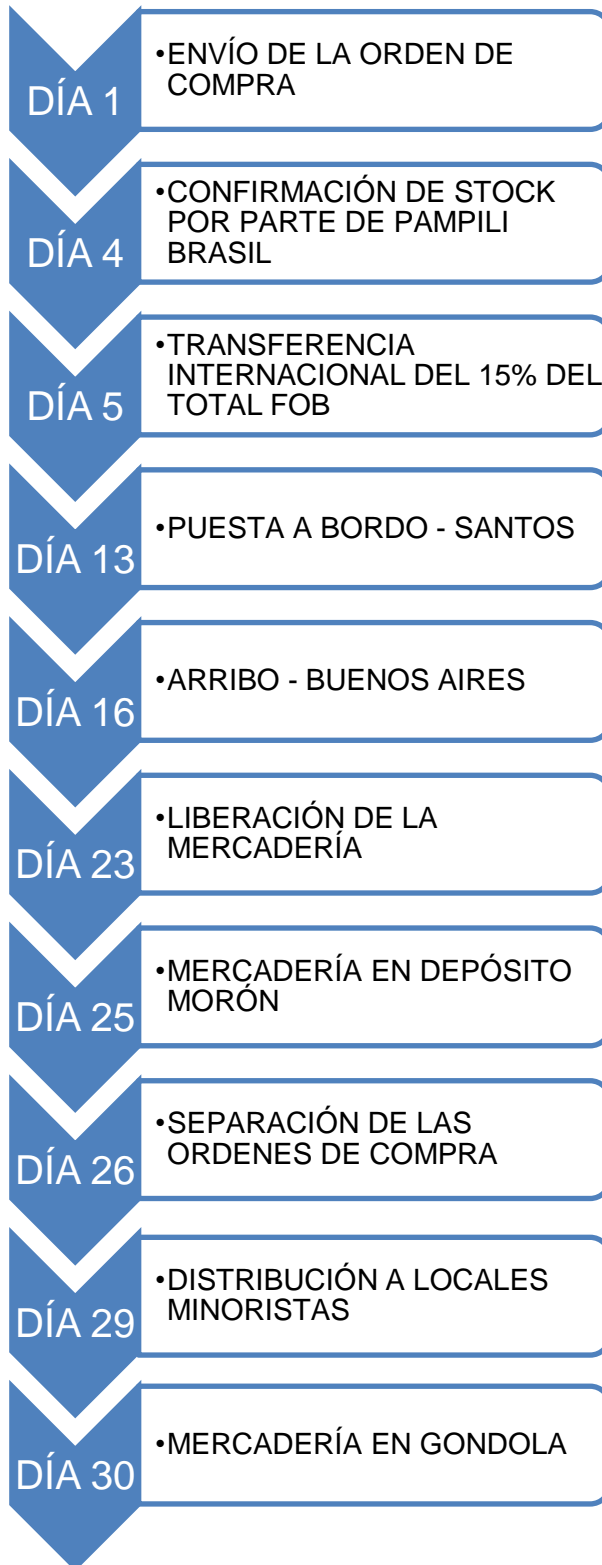 DÍA 1
•ENVÍO DE LA ORDEN DE
COMPRA
DÍA 4
•CONFIRMACIÓN DE STOCK
POR PARTE DE PAMPILI
BRASIL
DÍA 5
•TRANSFERENCIA
INTERNACIONAL DEL 15% DEL
TOTAL FOB
DÍA 13
•PUESTA A BORDO - SANTOS
DÍA 16
•ARRIBO - BUENOS AIRES
DÍA 23
•LIBERACIÓN DE LA
MERCADERÍA
DÍA 25
•MERCADERÍA EN DEPÓSITO
MORÓN
DÍA 26
•SEPARACIÓN DE LAS
ORDENES DE COMPRA
DÍA 29
•DISTRIBUCIÓN A LOCALES
MINORISTAS
DÍA 30
•MERCADERÍA EN GONDOLA